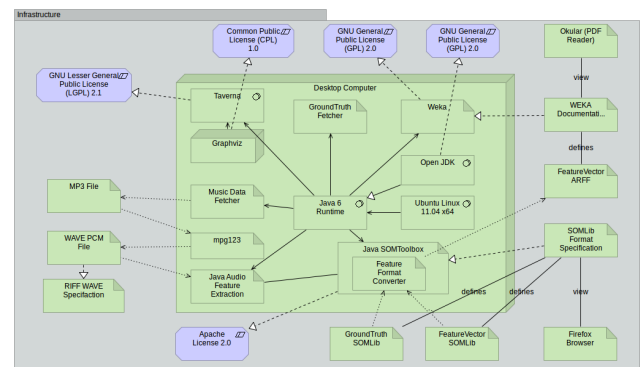 Infrastructure
Common Public
License (CPL)
1.0
GNU General
Public License
(GPL) 2.0
GNU General
Public License
(GPL) 2.0
Okular (PDF
Reader)
GNU Lesser General
Public License
(LGPL) 2.1
Desktop Computer
view
Taverna
GroundTruth
Fetcher
Weka
WEKA
Documentati...
Graphviz
defines
Open JDK
FeatureVector
ARFF
MP3 File
Music Data
Fetcher
Java 6
Runtime
Ubuntu Linux
11.04 x64
WAVE PCM
File
mpg123
Java SOMToolbox
SOMLib
Format
Specification
Feature
Format
Converter
RIFF WAVE
Specifaction
Java Audio
Feature
Extraction
defines
defines
view
Apache
License 2.0
GroundTruth
SOMLib
FeatureVector
SOMLib
Firefox
Browser